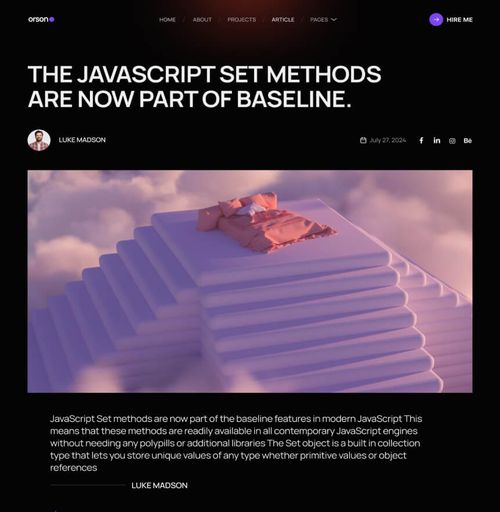 orson
HOME / ABOUT / PROJECTS / ARTICLE / PAGES
HIRE ME
THE JAVASCRIPT SET METHODS
ARE NOW PART OF BASELINE.
LUKE MADSON
July 27, 2024
f in Bē
JavaScript Set methods are now part of the baseline features in modern JavaScript This
means that these methods are readily available in all contemporary JavaScript engines
without needing any polypills or additional libraries The Set object is a built in collection
type that lets you store unique values of any type whether primitive values or object
references
LUKE MADSON